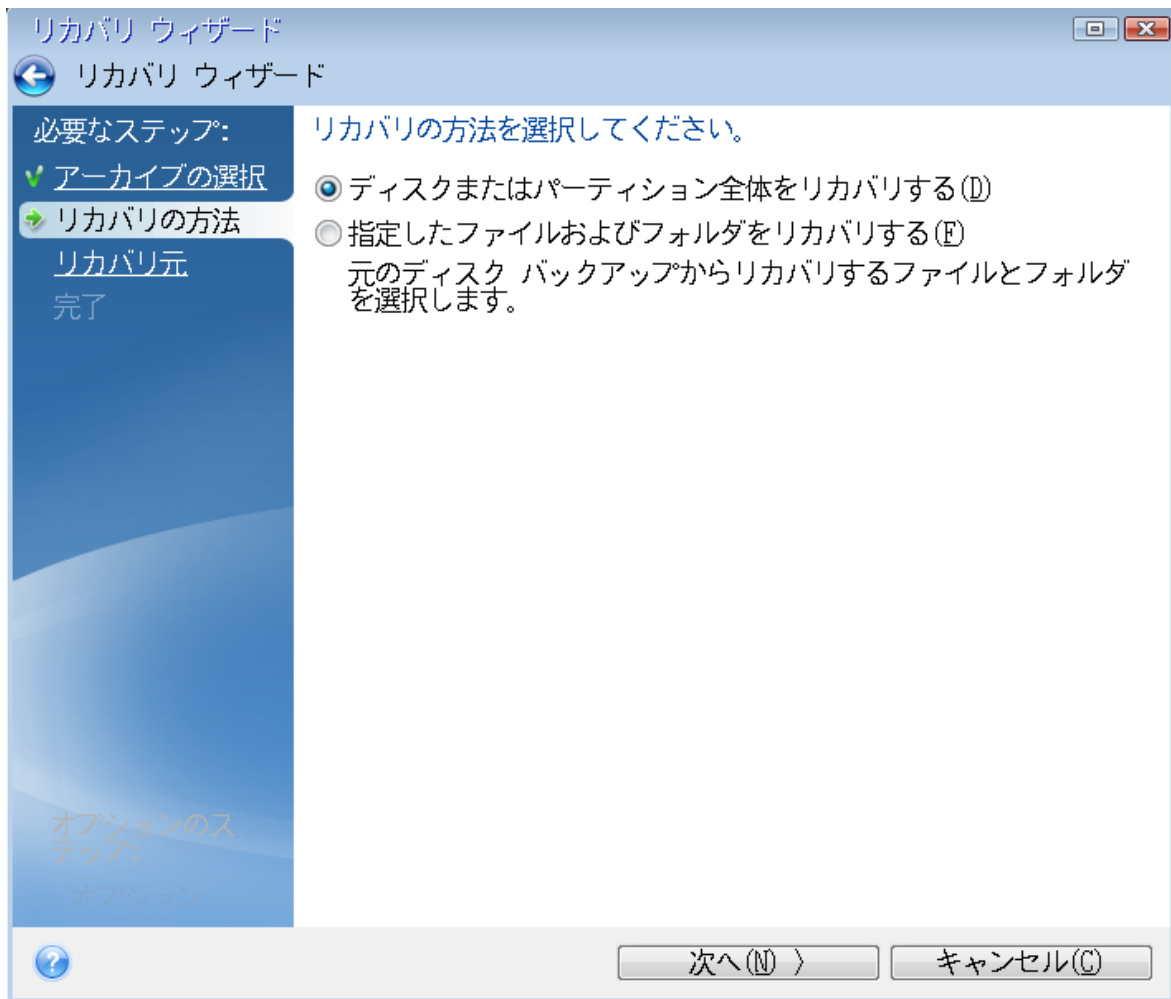 リカバリ ウィザード
リカバリ ウィザード
必要なステップ:
アーカイブの選択
リカバリの方法
リカバリ元
完了
リカバリの方法を選択してください。
ディスクまたはパーティション全体をリカバリする(D)
指定したファイルおよびフォルダをリカバリする(F)
元のディスク バックアップからリカバリするファイルとフォルダ
を選択します。
オプションのス
テップ:
オプション
次へ(N) 〉
キャンセル(C)